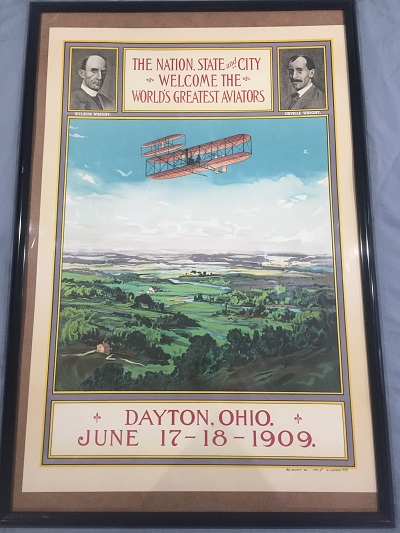 THE NATION, STATE and CITY
WELCOME THE
WORLD'S GREATEST AVIATORS
WILBUR WRIGHT.
ORVILLE WRIGHT.
DAYTON, OHIO.
JUNE 17-18-1909.